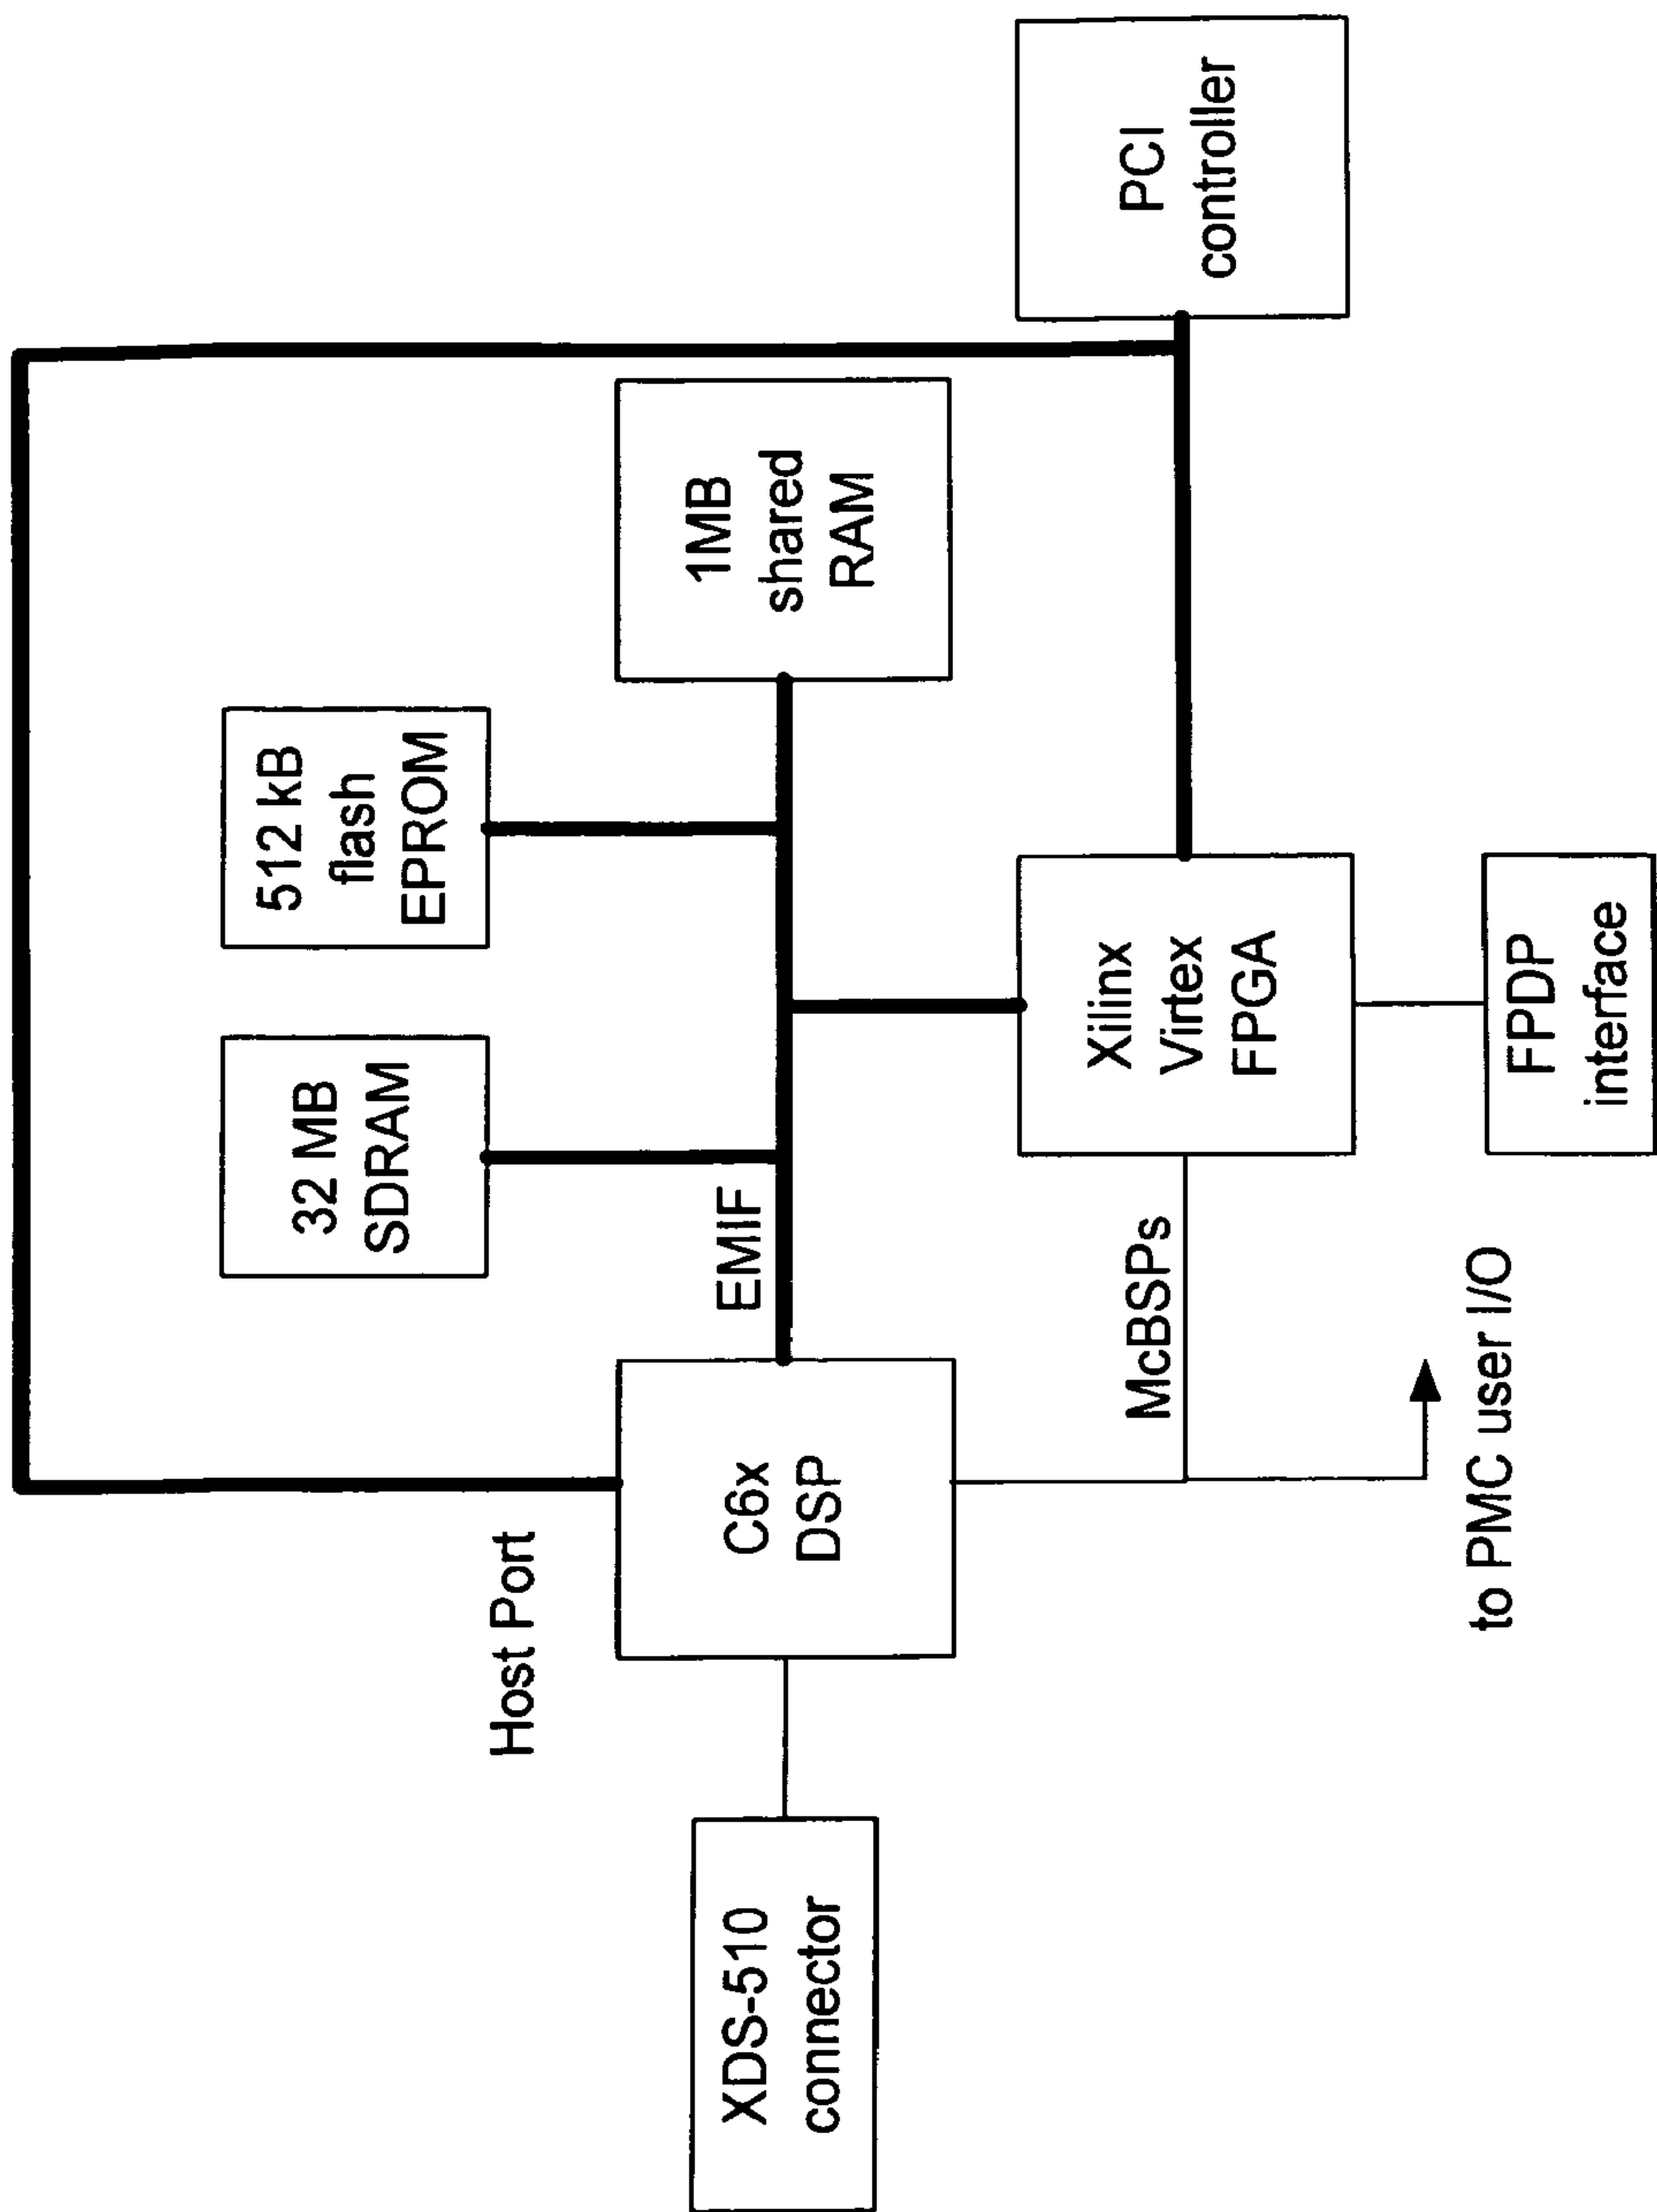 Host Port
32 MB
SDRAM
512 kB
flash
EPROM
XDS-510
connector
C6x
DSP
EMIF
1MB
shared
RAM
McBSPs
Xilinx
Virtex
FPGA
PCI
controller
to PMC user I/O
FPDP
interface